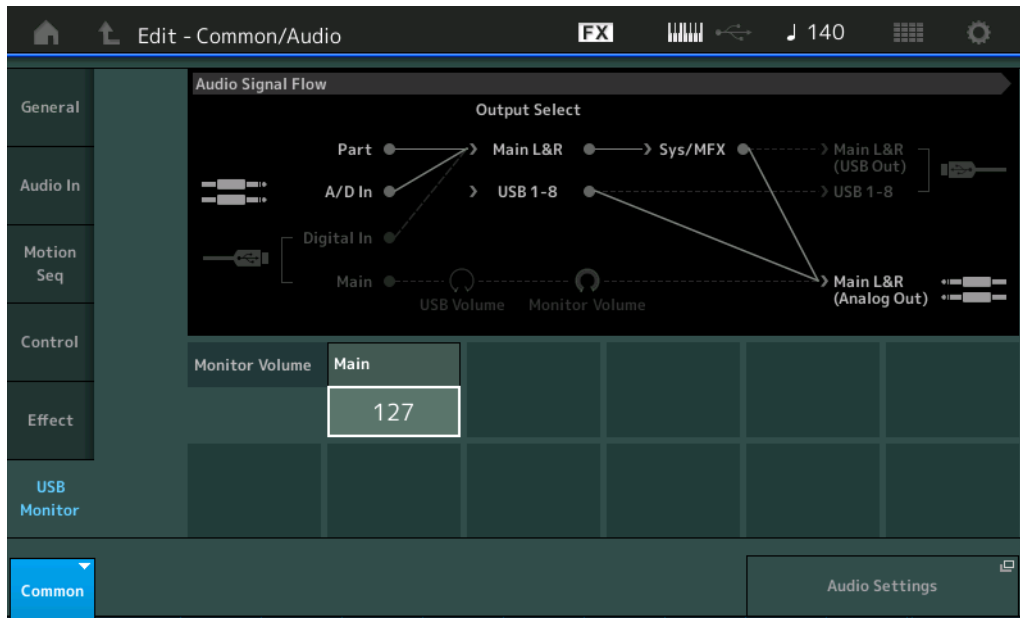 Edit - Common/Audio
FX
140
General
Audio In
Motion
Seq
Control
Effect
USB
Monitor
Common
Audio Signal Flow
Output Select
Part
Main L&R
Sys/MFX
Main L&R
(USB Out)
A/D In
USB 1-8
USB 1-8
Digital In
Main
USB Volume
Monitor Volume
Main L&R
(Analog Out)
Monitor Volume
Main
127
Audio Settings